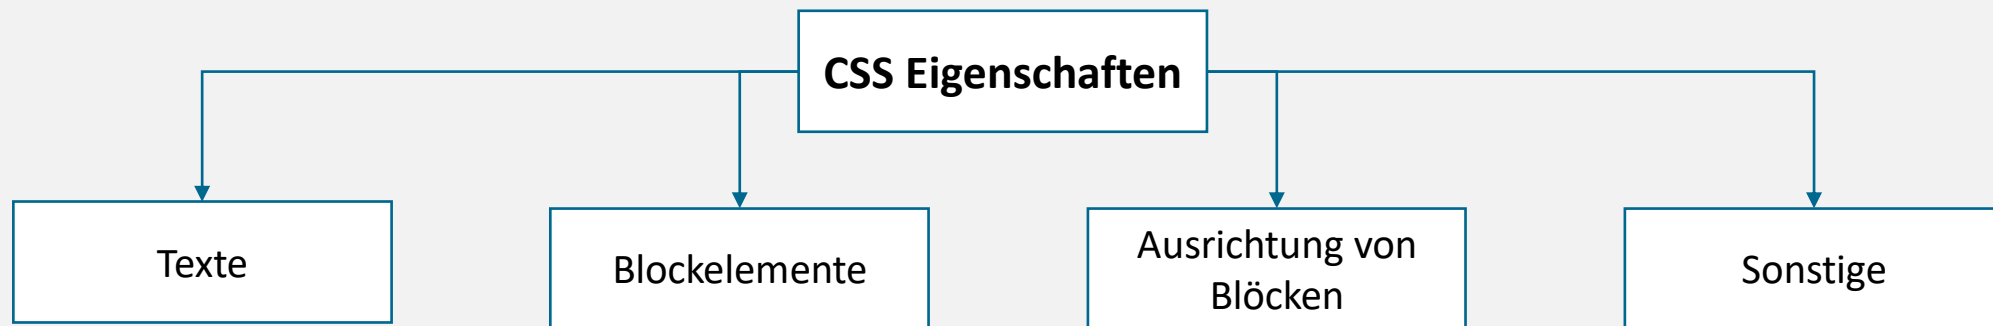 CSS Eigenschaften
Texte
Blockelemente
Ausrichtung von
Blöcken
Sonstige